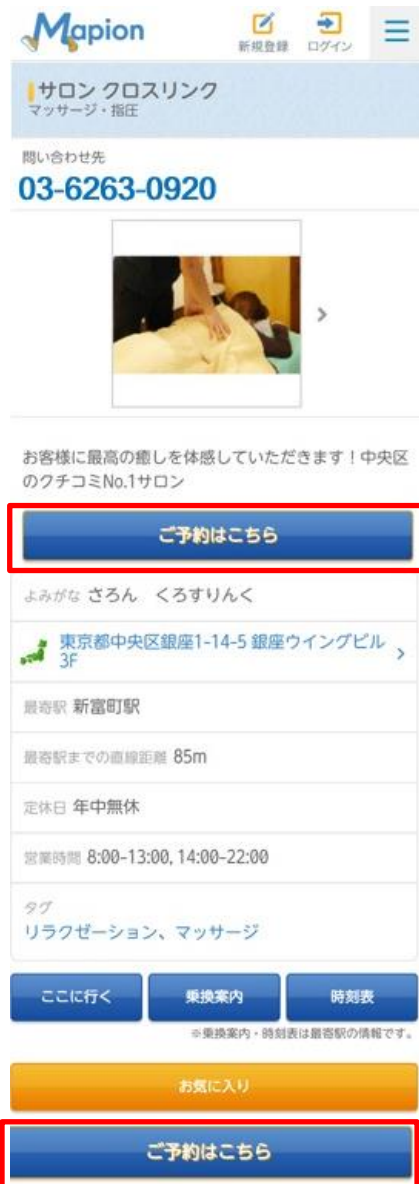 Mapion
新規登録 ログイン
サロン クロスリンク
マッサージ・指圧
問い合わせ先
03-6263-0920
お客様に最高の癒しを体感していただきます！中央区
のクチコミNo.1サロン
ご予約はこちら
よみがな さろん　くろすりんく
東京都中央区銀座1-14-5 銀座ウイングビル
3F
最寄駅 新富町駅
最寄駅までの直線距離 85m
定休日 年中無休
営業時間 8:00-13:00, 14:00-22:00
タグ
リラクゼーション、マッサージ
ここに行く 乗換案内 時刻表
※乗換案内・時刻表は最寄駅の情報です。
お気に入り
ご予約はこちら